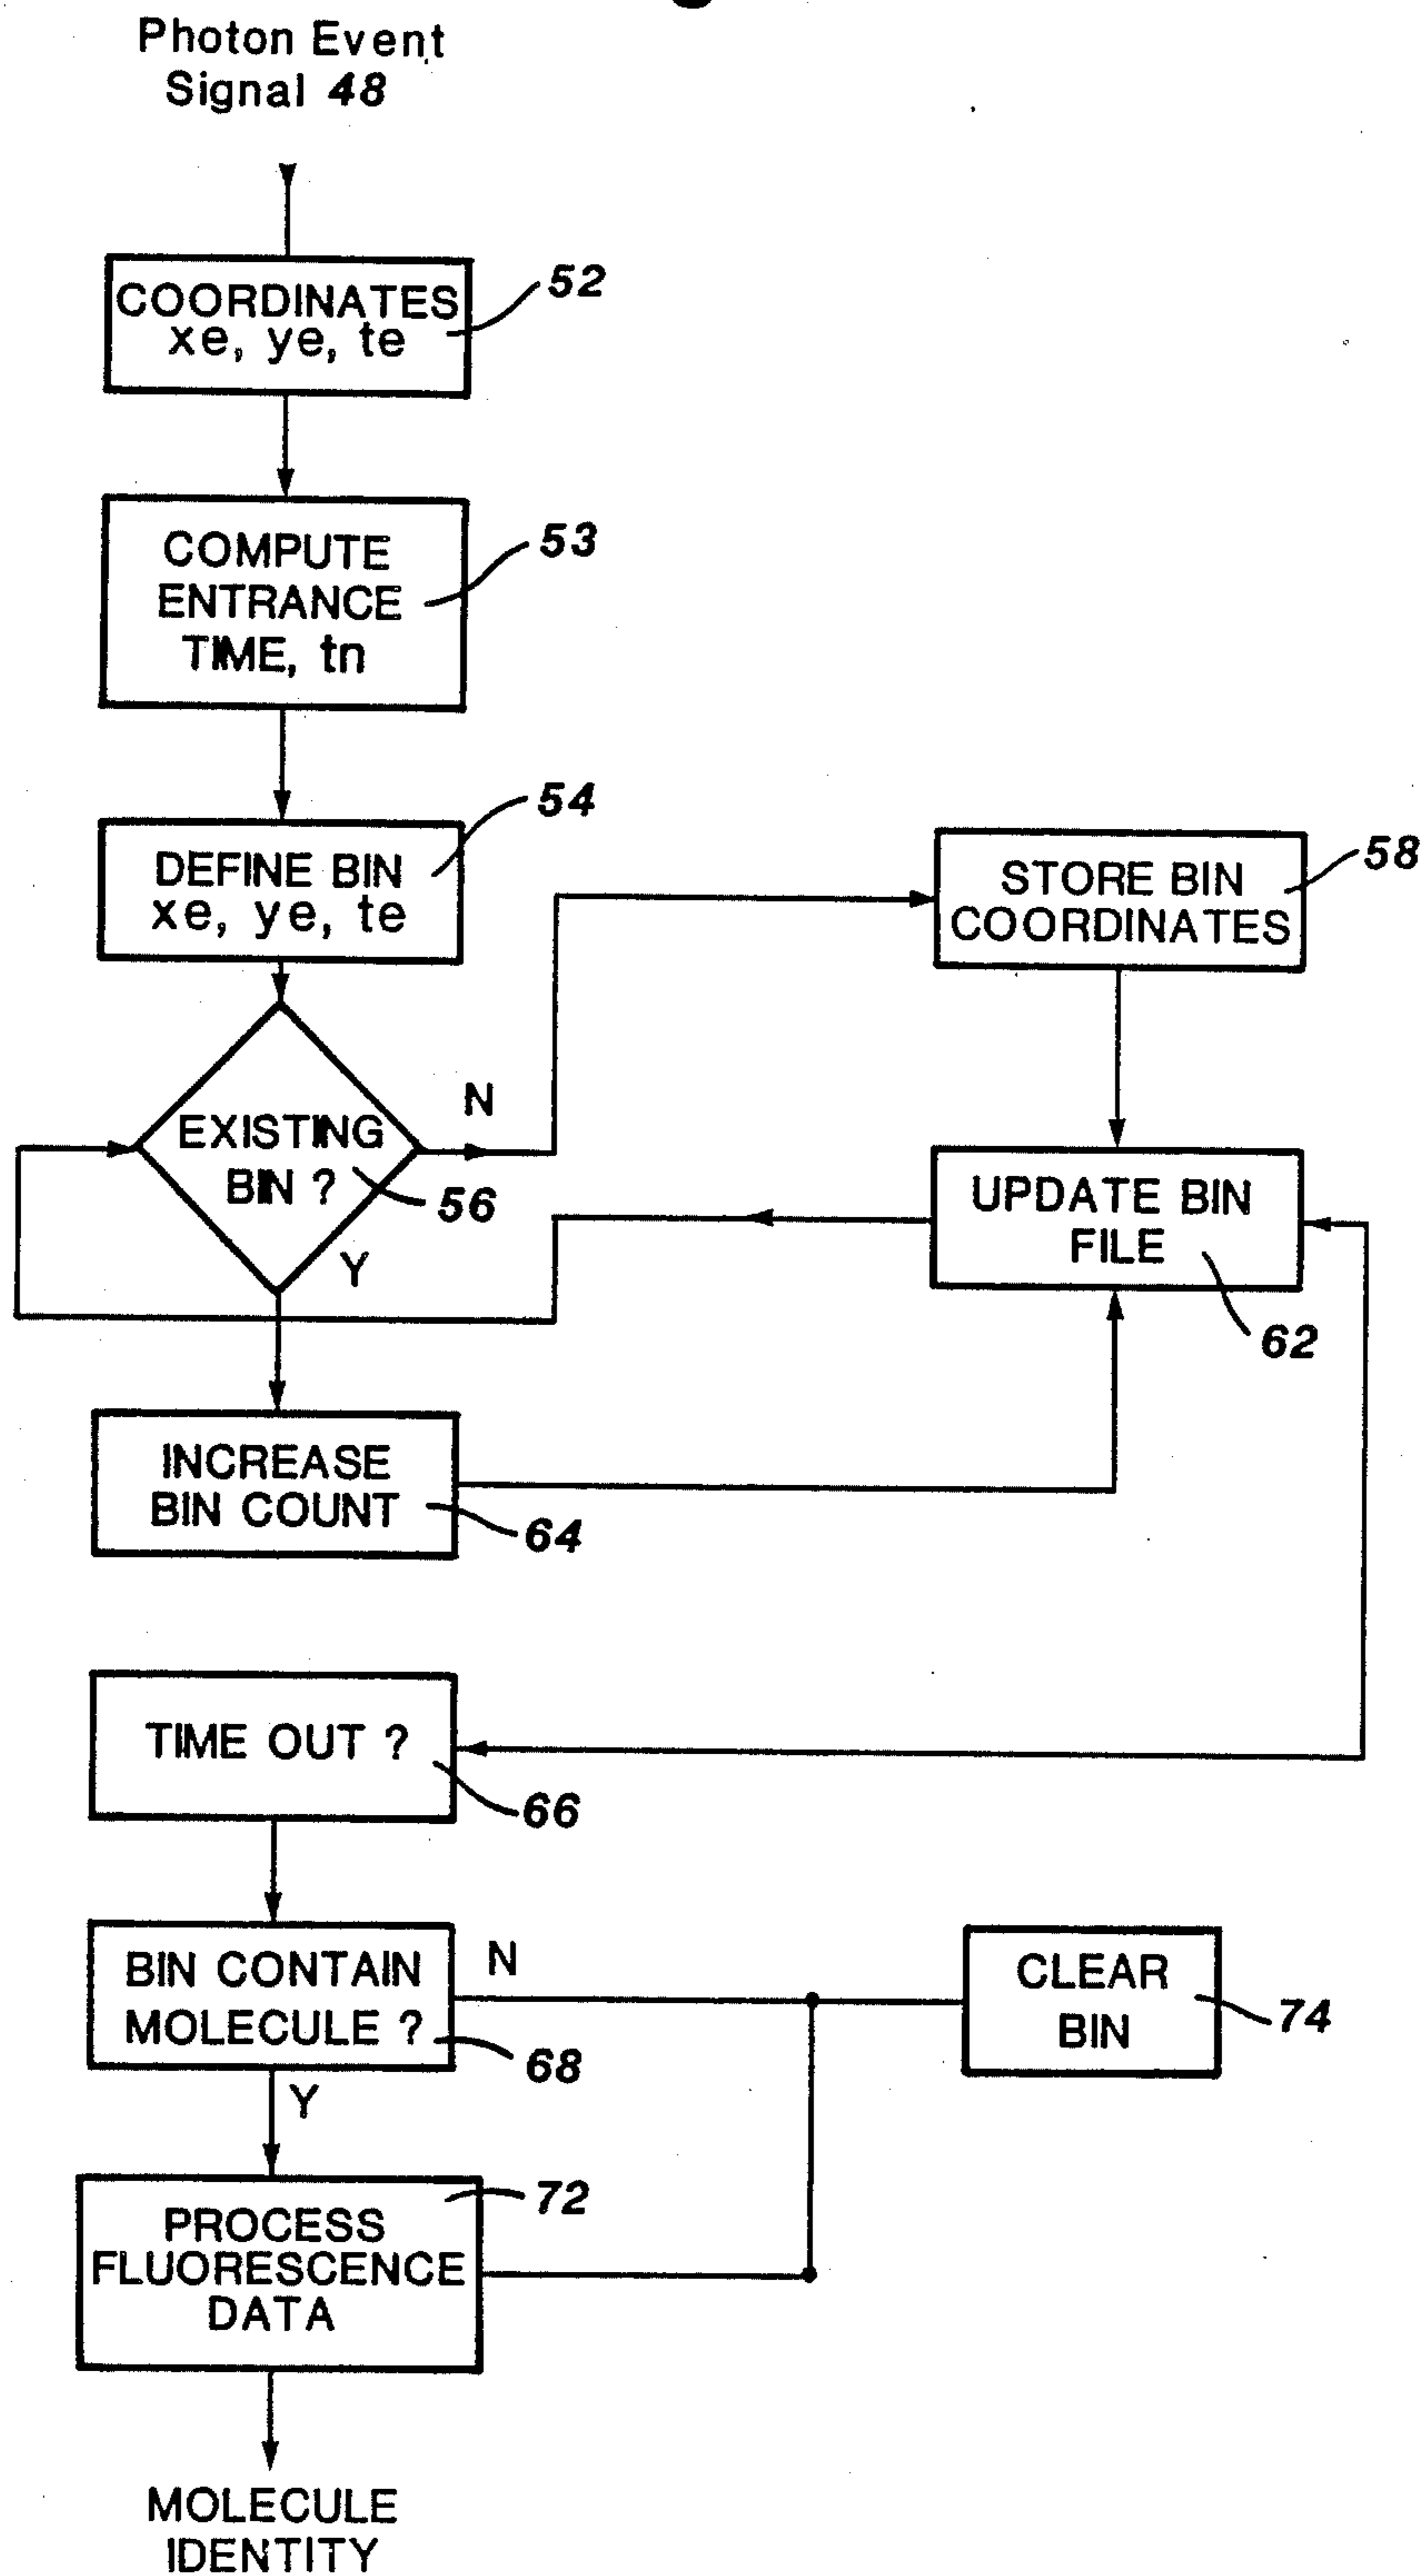 Photon Event
Signal 48
COORDINATES
xe, ye, te
52
COMPUTE
ENTRANCE
TIME, tn
53
DEFINE BIN
xe, ye, te
54
STORE BIN
COORDINATES
58
EXISTING
BIN ?
56
N
Y
UPDATE BIN
FILE
62
INCREASE
BIN COUNT
64
TIME OUT ?
66
BIN CONTAIN
MOLECULE ?
68
N
Y
CLEAR
BIN
74
PROCESS
FLUORESCENCE
DATA
72
MOLECULE
IDENTITY